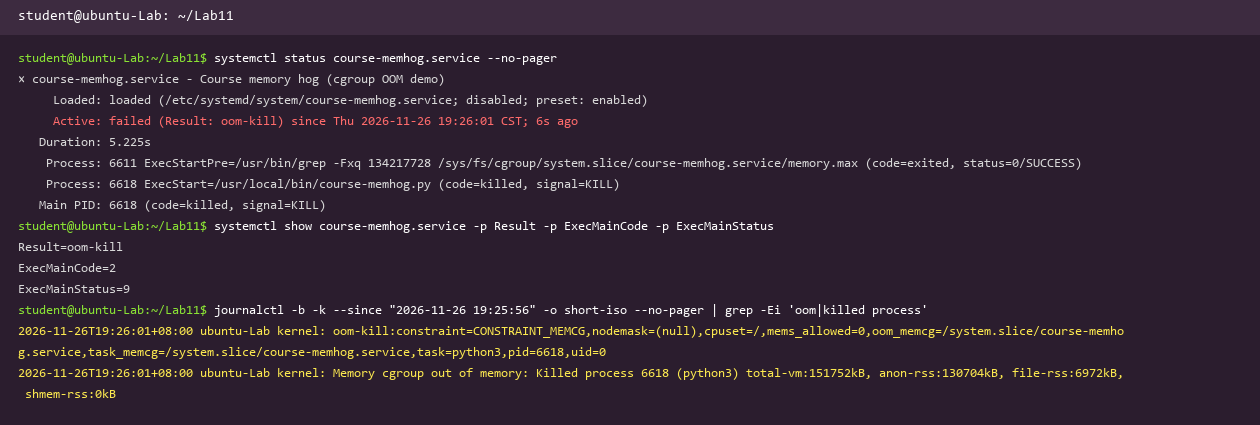 student@ubuntu-Lab: ~/Lab11
student@ubuntu-Lab:~/Lab11$ systemctl status course-memhog.service --no-pager
× course-memhog.service - Course memory hog (cgroup OOM demo)
     Loaded: loaded (/etc/systemd/system/course-memhog.service; disabled; preset: enabled)
     Active: failed (Result: oom-kill) since Thu 2026-11-26 19:26:01 CST; 6s ago
   Duration: 5.225s
    Process: 6611 ExecStartPre=/usr/bin/grep -Fxq 134217728 /sys/fs/cgroup/system.slice/course-memhog.service/memory.max (code=exited, status=0/SUCCESS)
    Process: 6618 ExecStart=/usr/local/bin/course-memhog.py (code=killed, signal=KILL)
   Main PID: 6618 (code=killed, signal=KILL)
student@ubuntu-Lab:~/Lab11$ systemctl show course-memhog.service -p Result -p ExecMainCode -p ExecMainStatus
Result=oom-kill
ExecMainCode=2
ExecMainStatus=9
student@ubuntu-Lab:~/Lab11$ journalctl -b -k --since "2026-11-26 19:25:56" -o short-iso --no-pager | grep -Ei 'oom|killed process'
2026-11-26T19:26:01+08:00 ubuntu-Lab kernel: oom-kill:constraint=CONSTRAINT_MEMCG,nodemask=(null),cpuset=/,mems_allowed=0,oom_memcg=/system.slice/course-memho
g.service,task_memcg=/system.slice/course-memhog.service,task=python3,pid=6618,uid=0
2026-11-26T19:26:01+08:00 ubuntu-Lab kernel: Memory cgroup out of memory: Killed process 6618 (python3) total-vm:151752kB, anon-rss:130704kB, file-rss:6972kB,
 shmem-rss:0kB